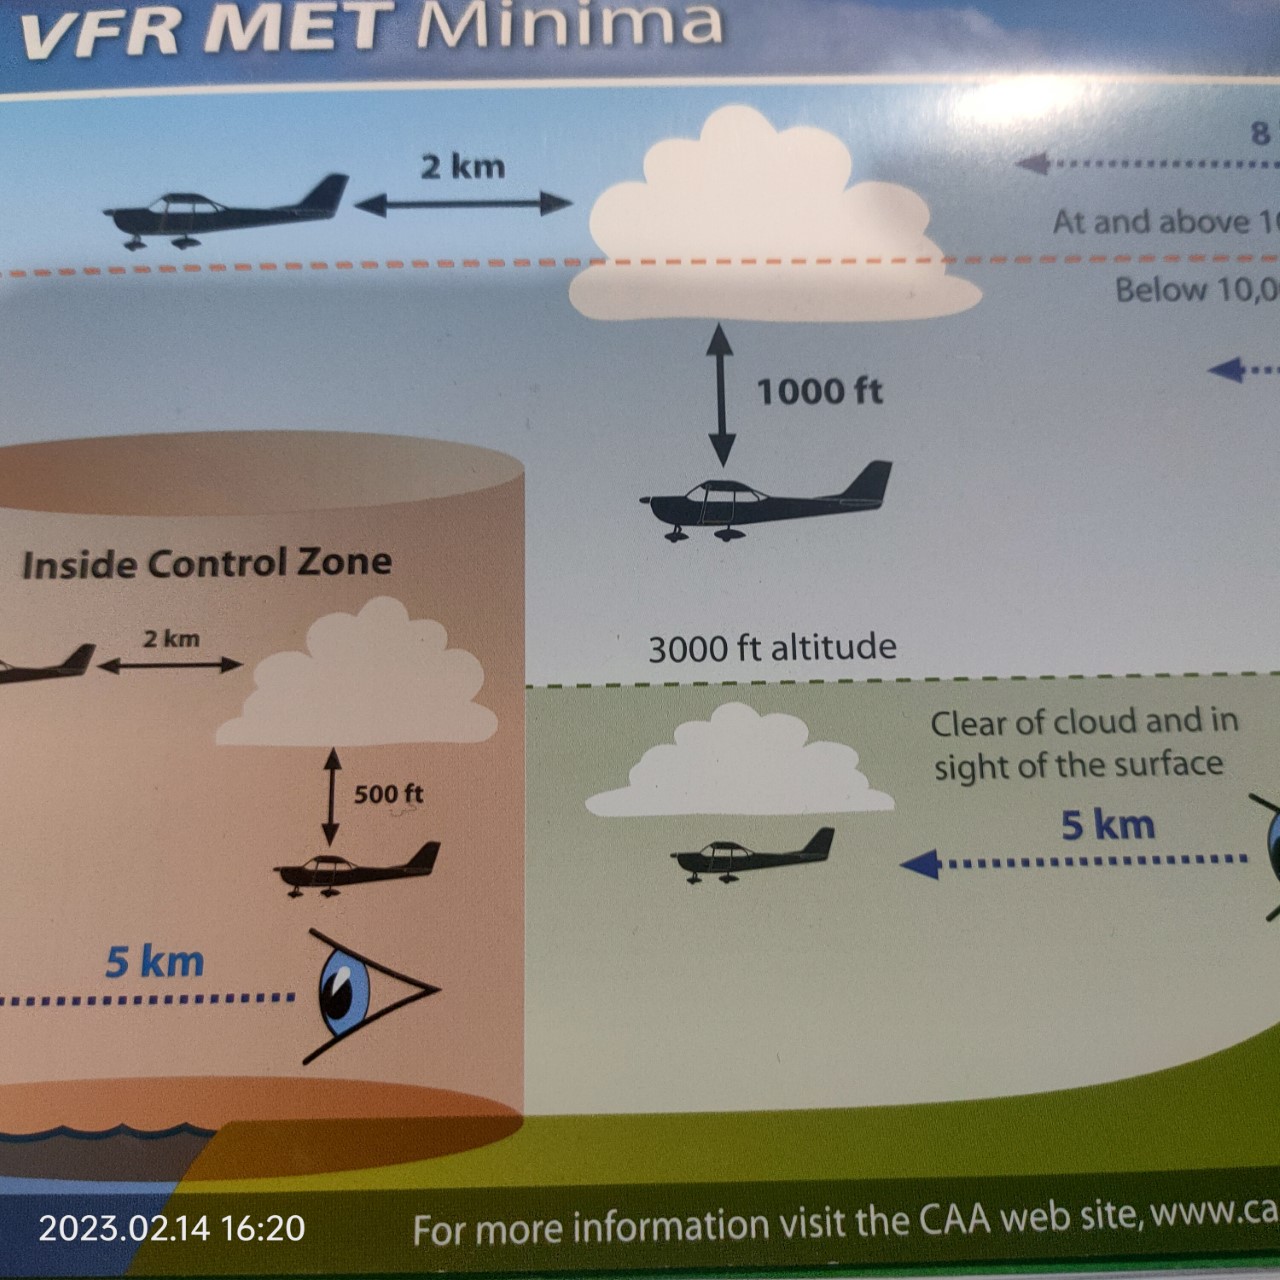 VFR MET Minima
2 km
8
At and above 10
Below 10,0
1000 ft
Inside Control Zone
2 km
3000 ft altitude
Clear of cloud and in
sight of the surface
500 ft
5 km
5 km
2023.02.14 16:20
For more information visit the CAA web site, www.ca